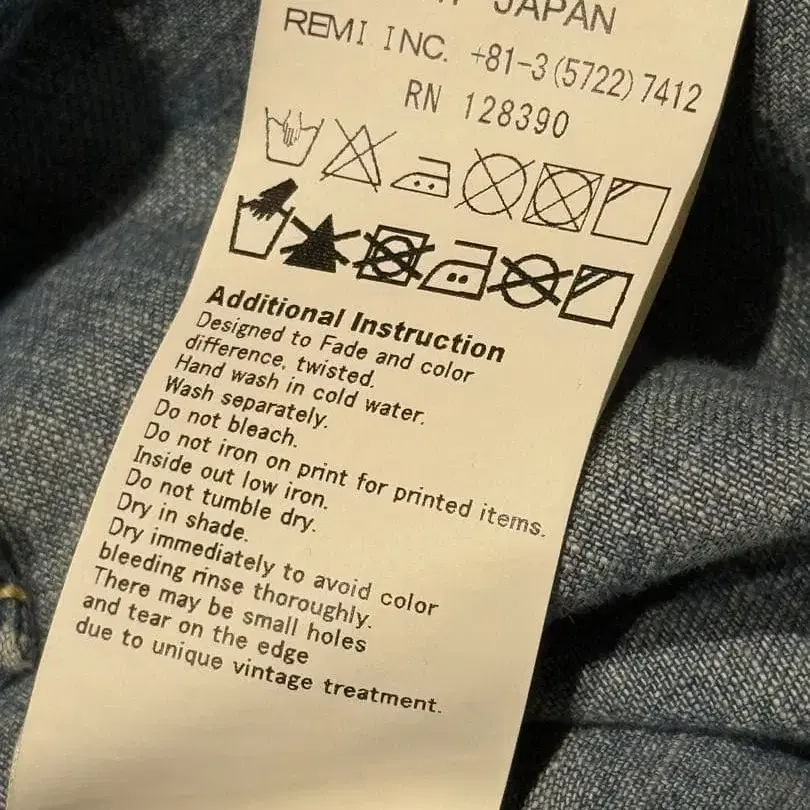 JAPAN
REMI INC. +81-3(5722)7412
RN 128390
Additional Instruction
Designed to Fade and color
difference, twisted.
Hand wash in cold water.
Wash separately.
Do not bleach.
Do not iron on print for printed items.
Inside out low iron.
Do not tumble dry.
Dry in shade.
Dry immediately to avoid color
bleeding rinse thoroughly.
There may be small holes
and tear on the edge
due to unique vintage treatment.